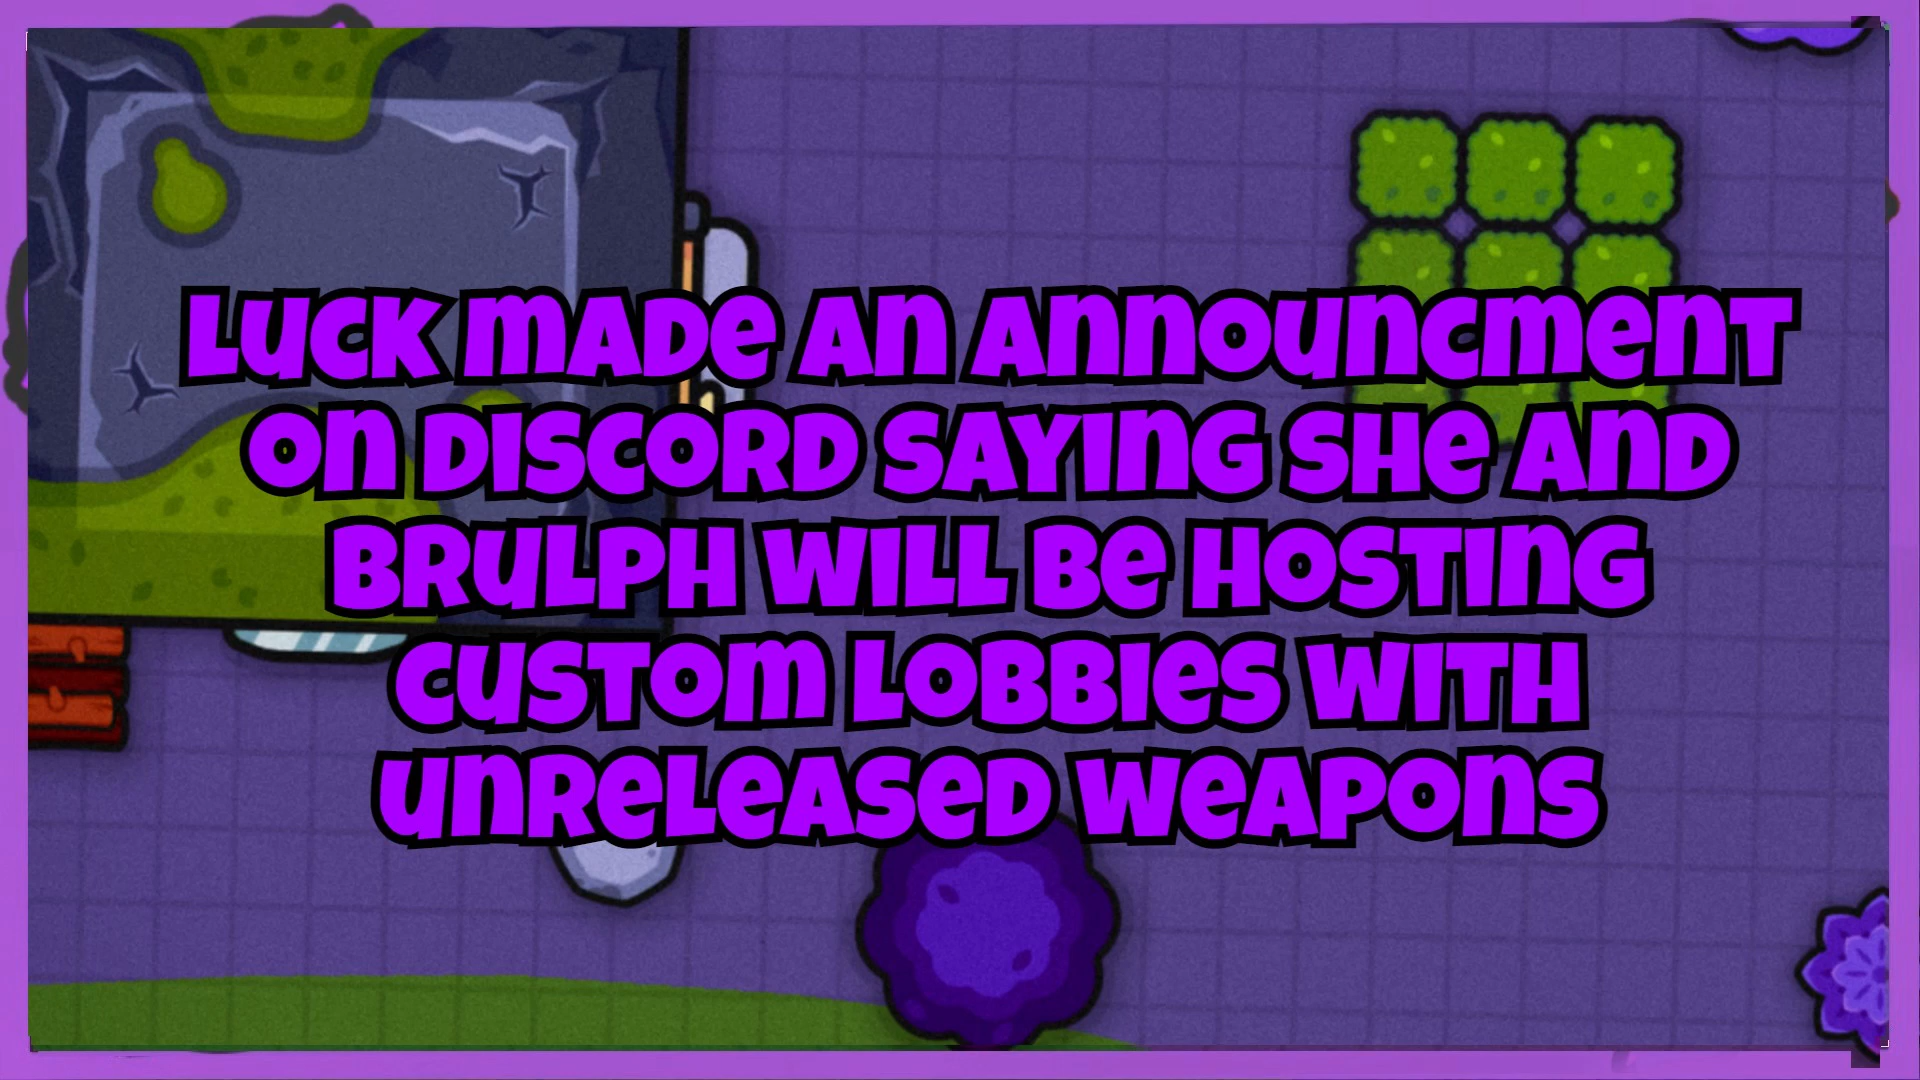 Luck made an announcment
on Discord saying she and
Brulph will be hosting
custom lobbies with
unreleased weapons